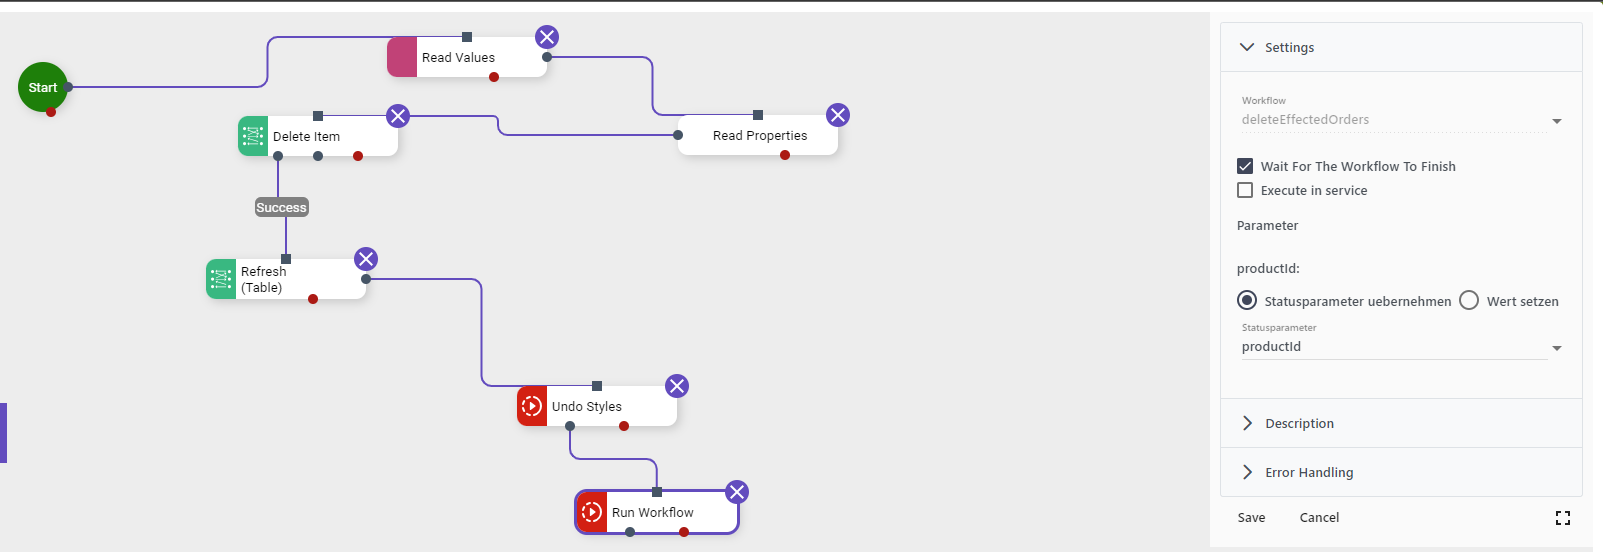 Start
Read Values
Delete Item
Read Properties
Success
Refresh
(Table)
Undo Styles
Run Workflow
Settings
Workflow
deleteEffectedOrders
Wait For The Workflow To Finish
Execute in service
Parameter
productId:
Statusparameter uebernehmen Wert setzen
Statusparameter
productId
Description
Error Handling
Save Cancel